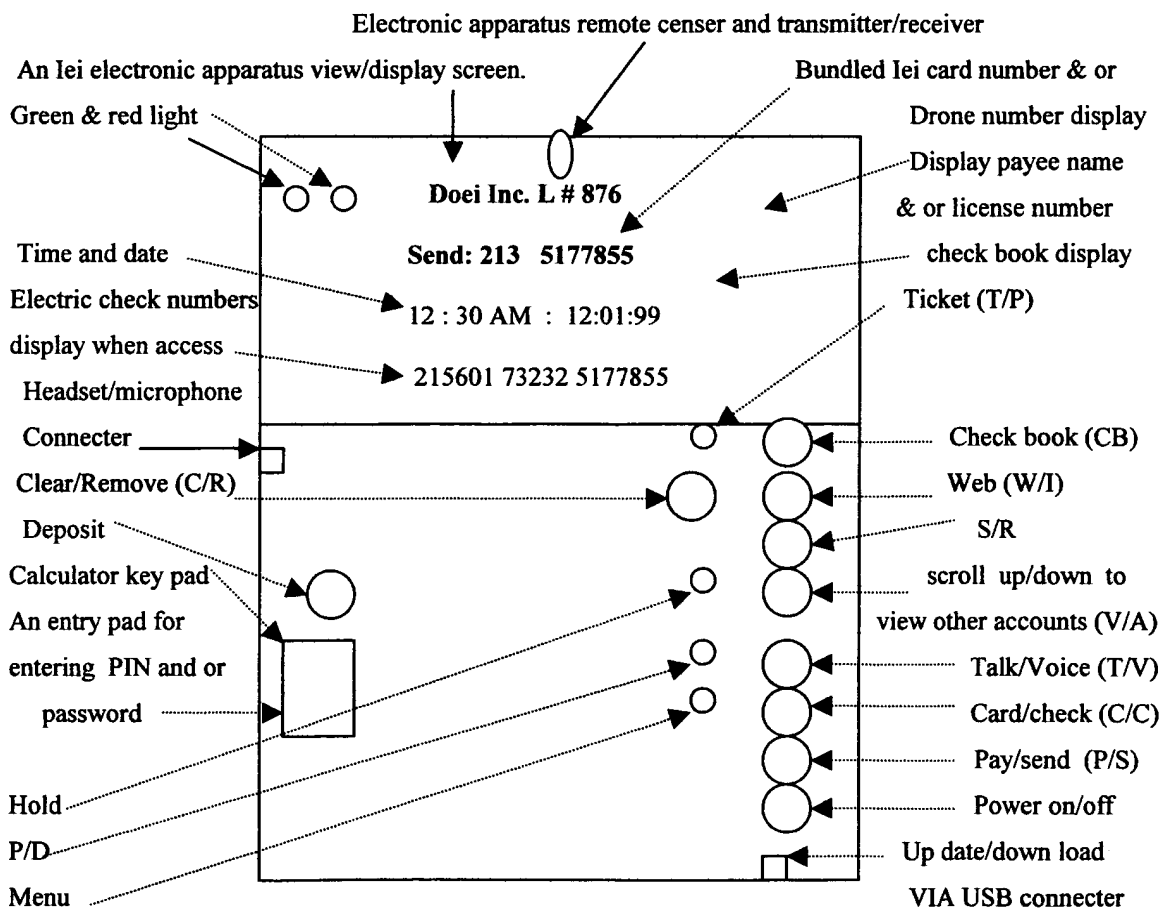 Electronic apparatus remote censer and transmitter/receiver
An Iei electronic apparatus view/display screen.
Bundled Iei card number & or
Green & red light
Drone number display
Display payee name
Doei Inc. L # 876
& or license number
Send: 213 5177855
Time and date
check book display
Electric check numbers
12 : 30 AM : 12:01:99
Ticket (T/P)
display when access
215601 73232 5177855
Headset/microphone
Connecter
Check book (CB)
Clear/Remove (C/R)
Web (W/I)
Deposit
S/R
Calculator key pad
scroll up/down to
An entry pad for
view other accounts (V/A)
entering PIN and or
Talk/Voice (T/V)
password
Card/check (C/C)
Pay/send (P/S)
Hold
Power on/off
P/D
Up date/down load
Menu
VIA USB connecter